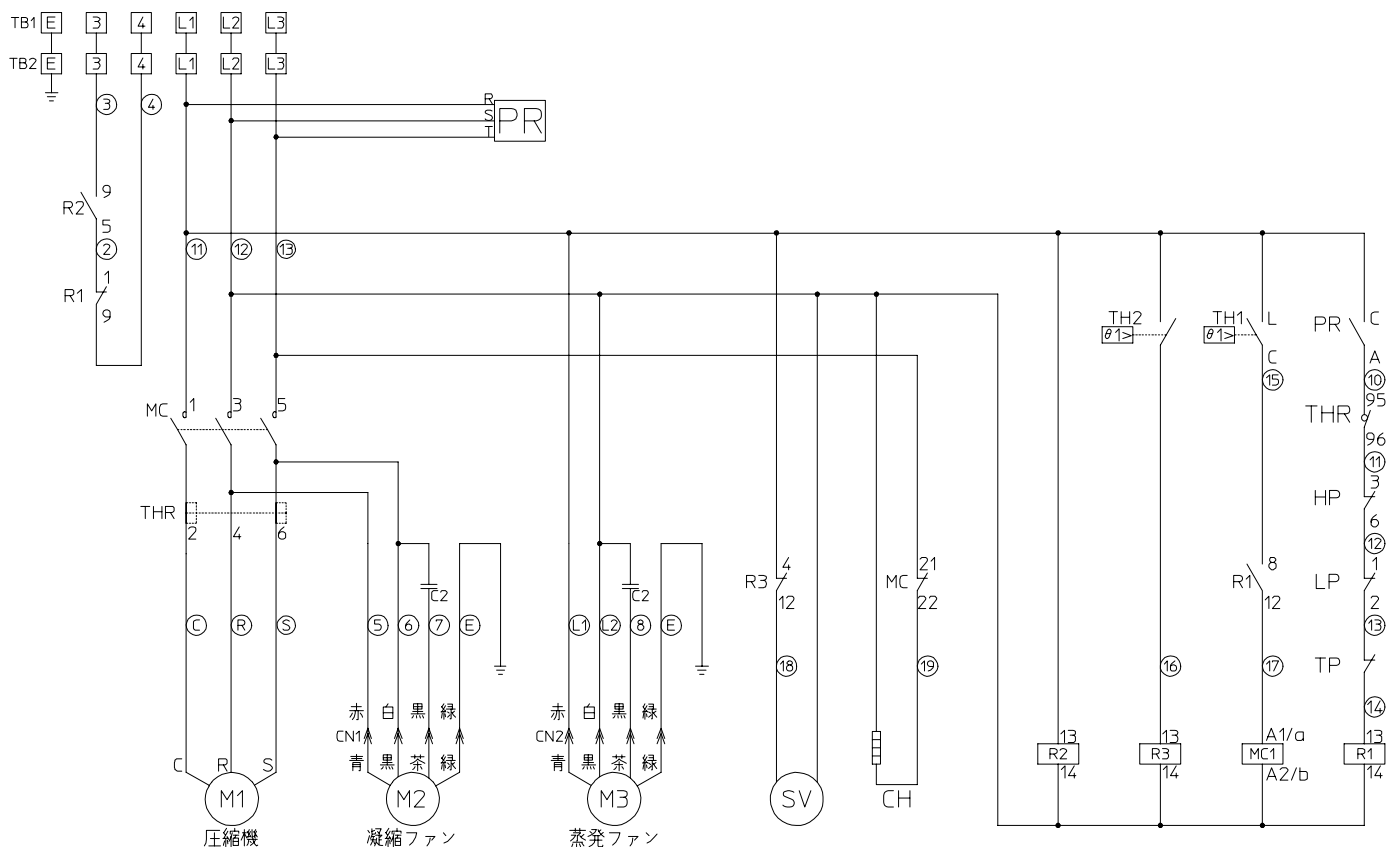 TB1 E 3 4 L1 L2 L3
TB2 E 3 4 L1 L2 L3
3 4
R
S
T
PR
9
R2
5
2 11 12 13
1
R1
9
TH2 θ1>
TH1 θ1> L
C
15
PR C
A
10
MC 1 3 5
THR 95
96
11
THR
2 4 6
HP 3
6
12
C2
C2
R3 4
12
MC 21
22
R1 8
12
LP 1
2
13
C R S 5 6 7 E L1 L2 8 E
18 19 16 17
TP
14
赤 白 黒 緑
CN1
青 黒 茶 緑
赤 白 黒 緑
CN2
青 黒 茶 緑
13
R2
14
13
R3
14
A1/a
MC1
A2/b
13
R1
14
C R S
M1 M2 M3 SV CH
圧縮機 凝縮ファン 蒸発ファン